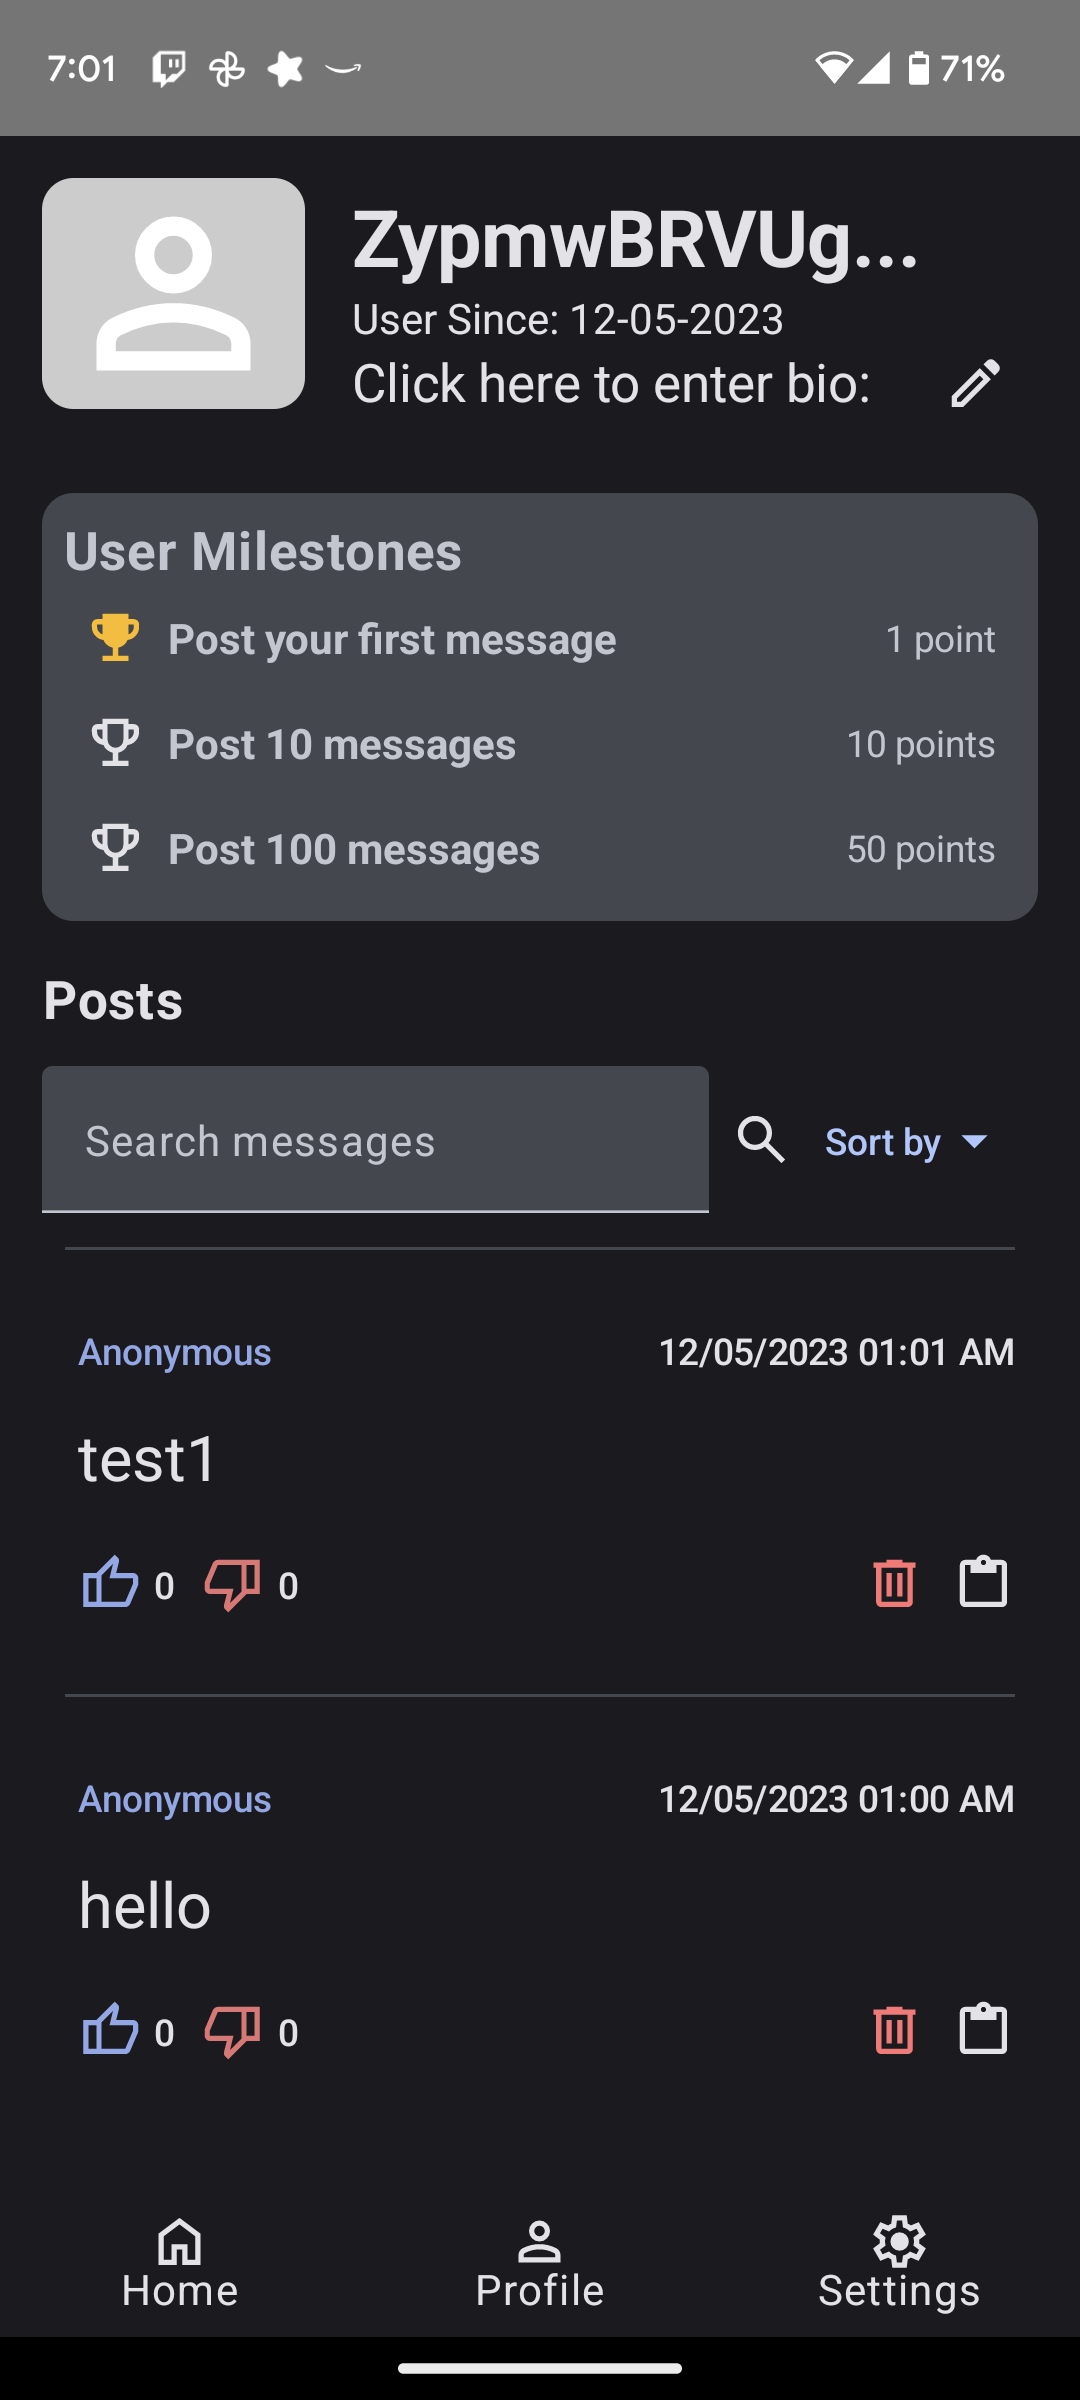 7:01 71%
ZypmwBRVUg...
User Since: 12-05-2023
Click here to enter bio:
User Milestones
Post your first message 1 point
Post 10 messages 10 points
Post 100 messages 50 points
Posts
Search messages Sort by
Anonymous 12/05/2023 01:01 AM
test1
0 0
Anonymous 12/05/2023 01:00 AM
hello
0 0
Home Profile Settings